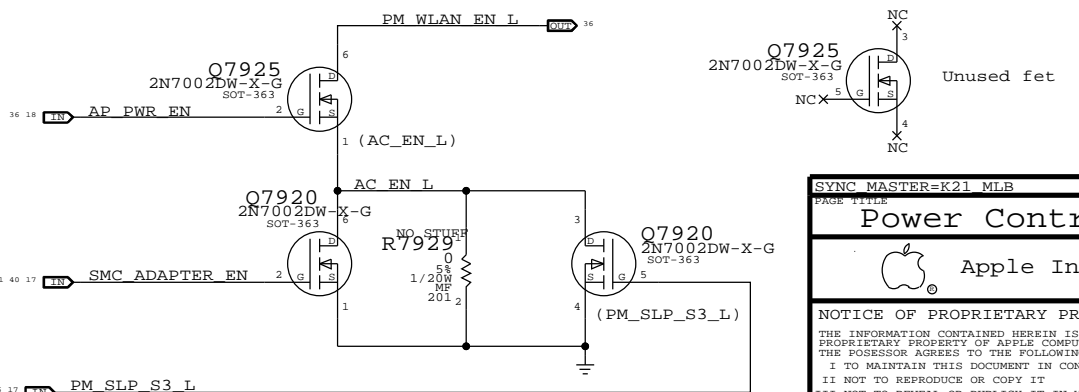 PM_WLAN_EN_L
OUT 36
6
Q7925
2N7002DW-X-G
SOT-363
D
G
S
2
1
36 18 IN AP_PWR_EN
(AC_EN_L)
NC
3
Q7925
2N7002DW-X-G
SOT-363
D
G
S
NC 5
4
NC
Unused fet
AC_EN_L
Q7920
2N7002DW-X-G
SOT-363
6
D
G
S
2
1
40 17 IN SMC_ADAPTER_EN
NO STUFF
R7929
1
0
5%
1/20W
MF
201
2
3
Q7920
2N7002DW-X-G
SOT-363
D
G
S
5
4
(PM_SLP_S3_L)
17 IN PM_SLP_S3_L
SYNC_MASTER=K21_MLB
PAGE TITLE
Power Contr
Apple In
®
NOTICE OF PROPRIETARY PR
THE INFORMATION CONTAINED HEREIN IS
PROPRIETARY PROPERTY OF APPLE COMPU
THE POSESSOR AGREES TO THE FOLLOWIN
I TO MAINTAIN THIS DOCUMENT IN CON
II NOT TO REPRODUCE OR COPY IT